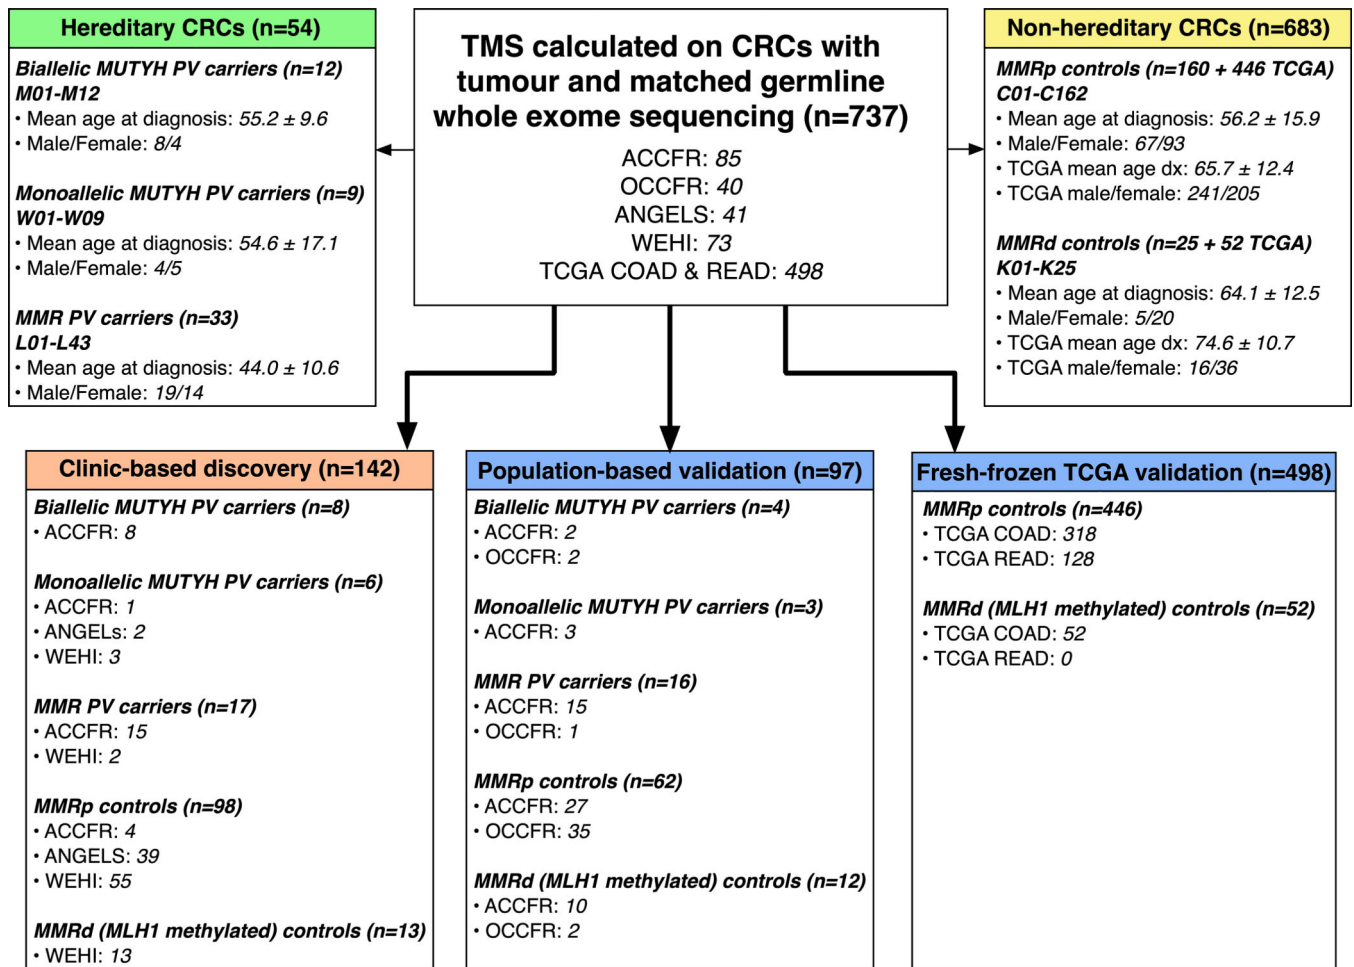 Hereditary CRCs (n=54)
Biallelic MUTYH PV carriers (n=12)
M01-M12
• Mean age at diagnosis: 55.2 ± 9.6
• Male/Female: 8/4
Monoallelic MUTYH PV carriers (n=9)
W01-W09
• Mean age at diagnosis: 54.6 ± 17.1
• Male/Female: 4/5
MMR PV carriers (n=33)
L01-L43
• Mean age at diagnosis: 44.0 ± 10.6
• Male/Female: 19/14
TMS calculated on CRCs with
tumour and matched germline
whole exome sequencing (n=737)
ACCFR: 85
OCCFR: 40
ANGELS: 41
WEHI: 73
TCGA COAD & READ: 498
Non-hereditary CRCs (n=683)
MMRp controls (n=160 + 446 TCGA)
C01-C162
• Mean age at diagnosis: 56.2 ± 15.9
• Male/Female: 67/93
• TCGA mean age dx: 65.7 ± 12.4
• TCGA male/female: 241/205
MMRd controls (n=25 + 52 TCGA)
K01-K25
• Mean age at diagnosis: 64.1 ± 12.5
• Male/Female: 5/20
• TCGA mean age dx: 74.6 ± 10.7
• TCGA male/female: 16/36
Clinic-based discovery (n=142)
Biallelic MUTYH PV carriers (n=8)
• ACCFR: 8
Monoallelic MUTYH PV carriers (n=6)
• ACCFR: 1
• ANGELs: 2
• WEHI: 3
MMR PV carriers (n=17)
• ACCFR: 15
• WEHI: 2
MMRp controls (n=98)
• ACCFR: 4
• ANGELS: 39
• WEHI: 55
MMRd (MLH1 methylated) controls (n=13)
• WEHI: 13
Population-based validation (n=97)
Biallelic MUTYH PV carriers (n=4)
• ACCFR: 2
• OCCFR: 2
Monoallelic MUTYH PV carriers (n=3)
• ACCFR: 3
MMR PV carriers (n=16)
• ACCFR: 15
• OCCFR: 1
MMRp controls (n=62)
• ACCFR: 27
• OCCFR: 35
MMRd (MLH1 methylated) controls (n=12)
• ACCFR: 10
• OCCFR: 2
Fresh-frozen TCGA validation (n=498)
MMRp controls (n=446)
• TCGA COAD: 318
• TCGA READ: 128
MMRd (MLH1 methylated) controls (n=52)
• TCGA COAD: 52
• TCGA READ: 0